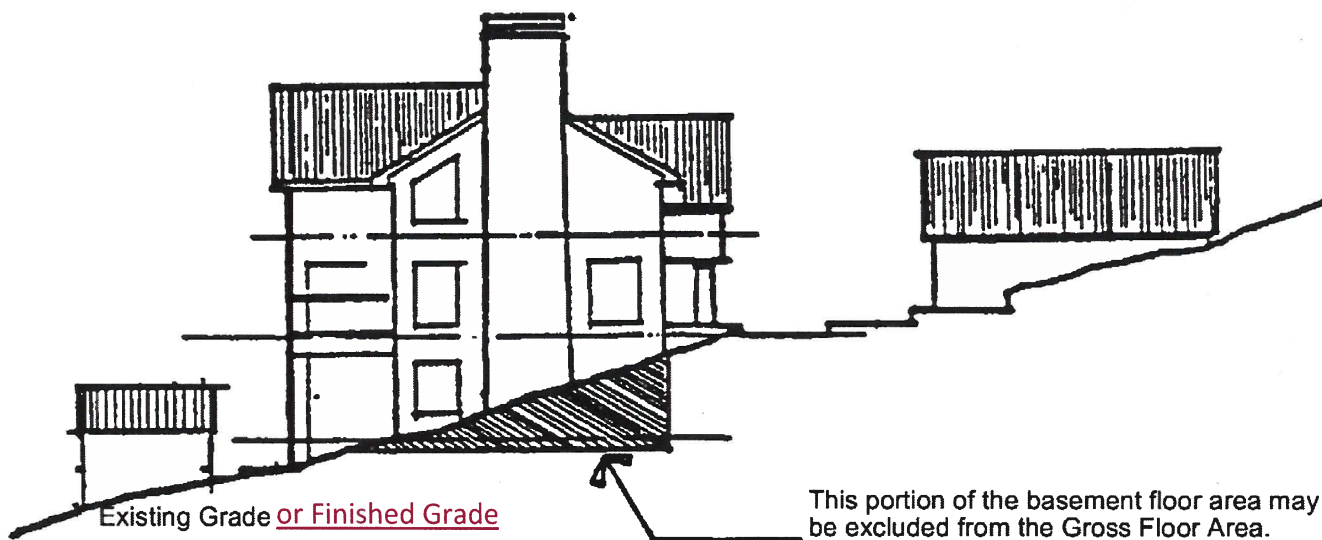 Existing Grade or Finished Grade
This portion of the basement floor area may
be excluded from the Gross Floor Area.